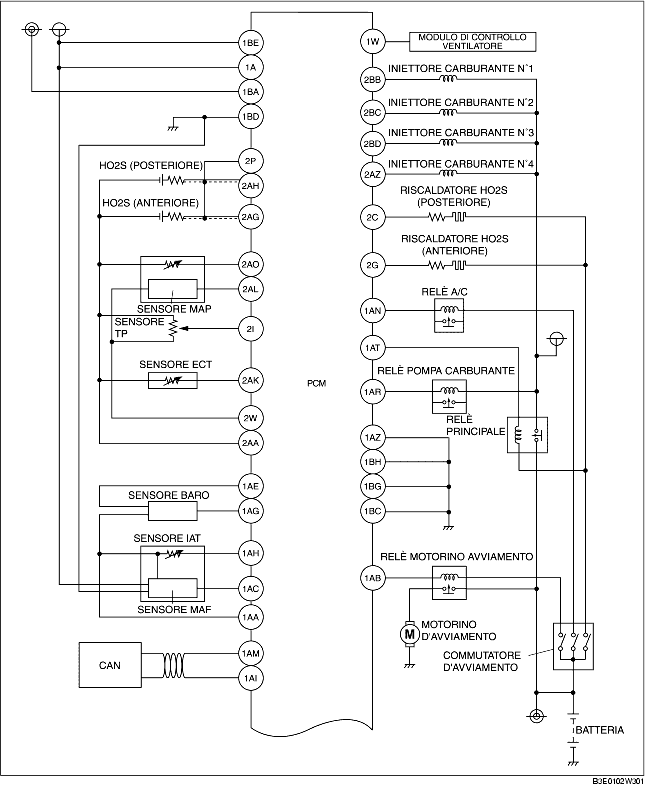 1BE
1A
1BA
1BD
HO2S (POSTERIORE)
2P
2AH
HO2S (ANTERIORE)
2AG
2AO
2AL
SENSORE MAP
SENSORE
TP
2I
SENSORE ECT
2AK
2W
2AA
1AE
SENSORE BARO
1AG
SENSORE IAT
1AH
1AC
SENSORE MAF
1AA
CAN
1AM
1AI
PCM
1W
MODULO DI CONTROLLO
VENTILATORE
INIETTORE CARBURANTE N°1
2BB
INIETTORE CARBURANTE N°2
2BC
INIETTORE CARBURANTE N°3
2BD
INIETTORE CARBURANTE N°4
2AZ
RISCALDATORE HO2S
(POSTERIORE)
2C
RISCALDATORE HO2S
(ANTERIORE)
2G
RELÈ A/C
1AN
1AT
RELÈ POMPA CARBURANTE
1AR
RELÈ
PRINCIPALE
1AZ
1BH
1BG
1BC
RELÈ MOTORINO AVVIAMENTO
1AB
M
MOTORINO
D'AVVIAMENTO
COMMUTATORE
D'AVVIAMENTO
BATTERIA
B3E0102W301